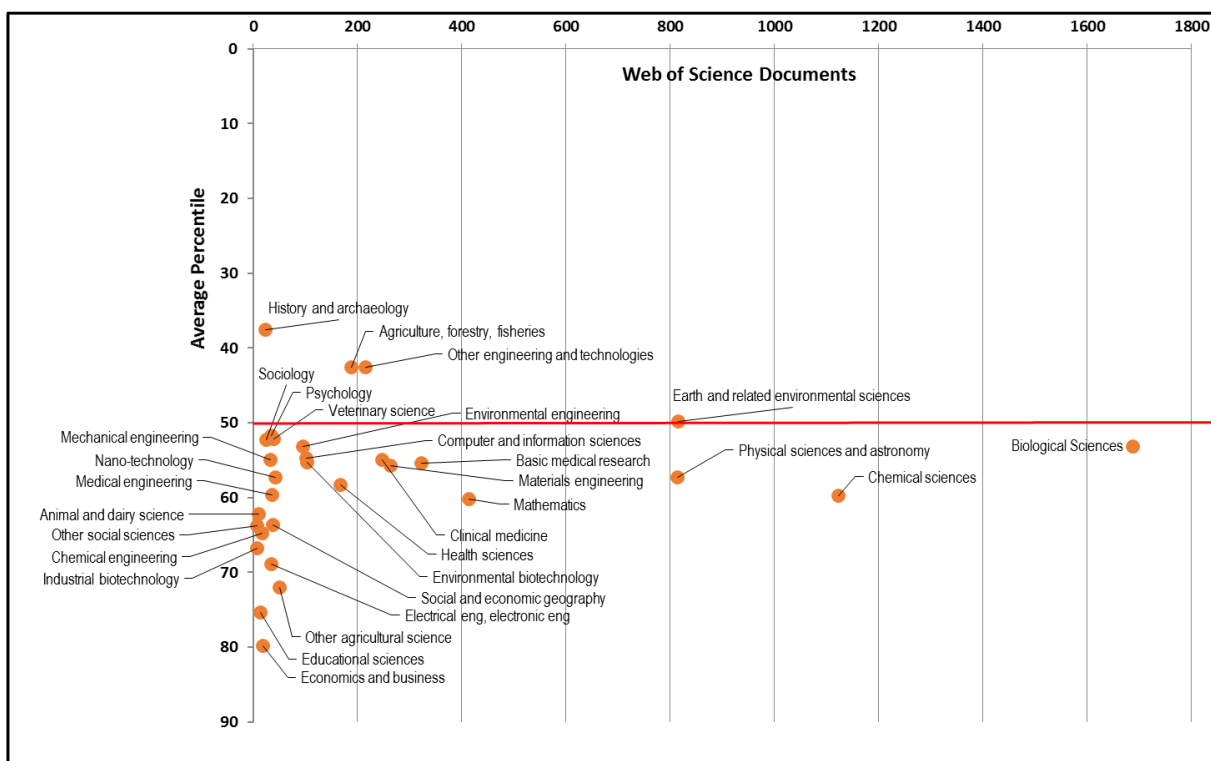 0 200 400 600 800 1000 1200 1400 1600 1800
0
Web of Science Documents
10
20
30
Average Percentile
History and archaeology
Agriculture, forestry, fisheries
40
Other engineering and technologies
Sociology
Psychology
Earth and related environmental sciences
Veterinary science
Environmental engineering
50
Mechanical engineering
Computer and information sciences
Biological Sciences
Physical sciences and astronomy
Nano-technology
Basic medical research
Medical engineering
Materials engineering
Chemical sciences
60
Mathematics
Animal and dairy science
Other social sciences
Clinical medicine
Chemical engineering
Health sciences
Industrial biotechnology
Environmental biotechnology
70
Social and economic geography
Electrical eng, electronic eng
Other agricultural science
Educational sciences
80
Economics and business
90